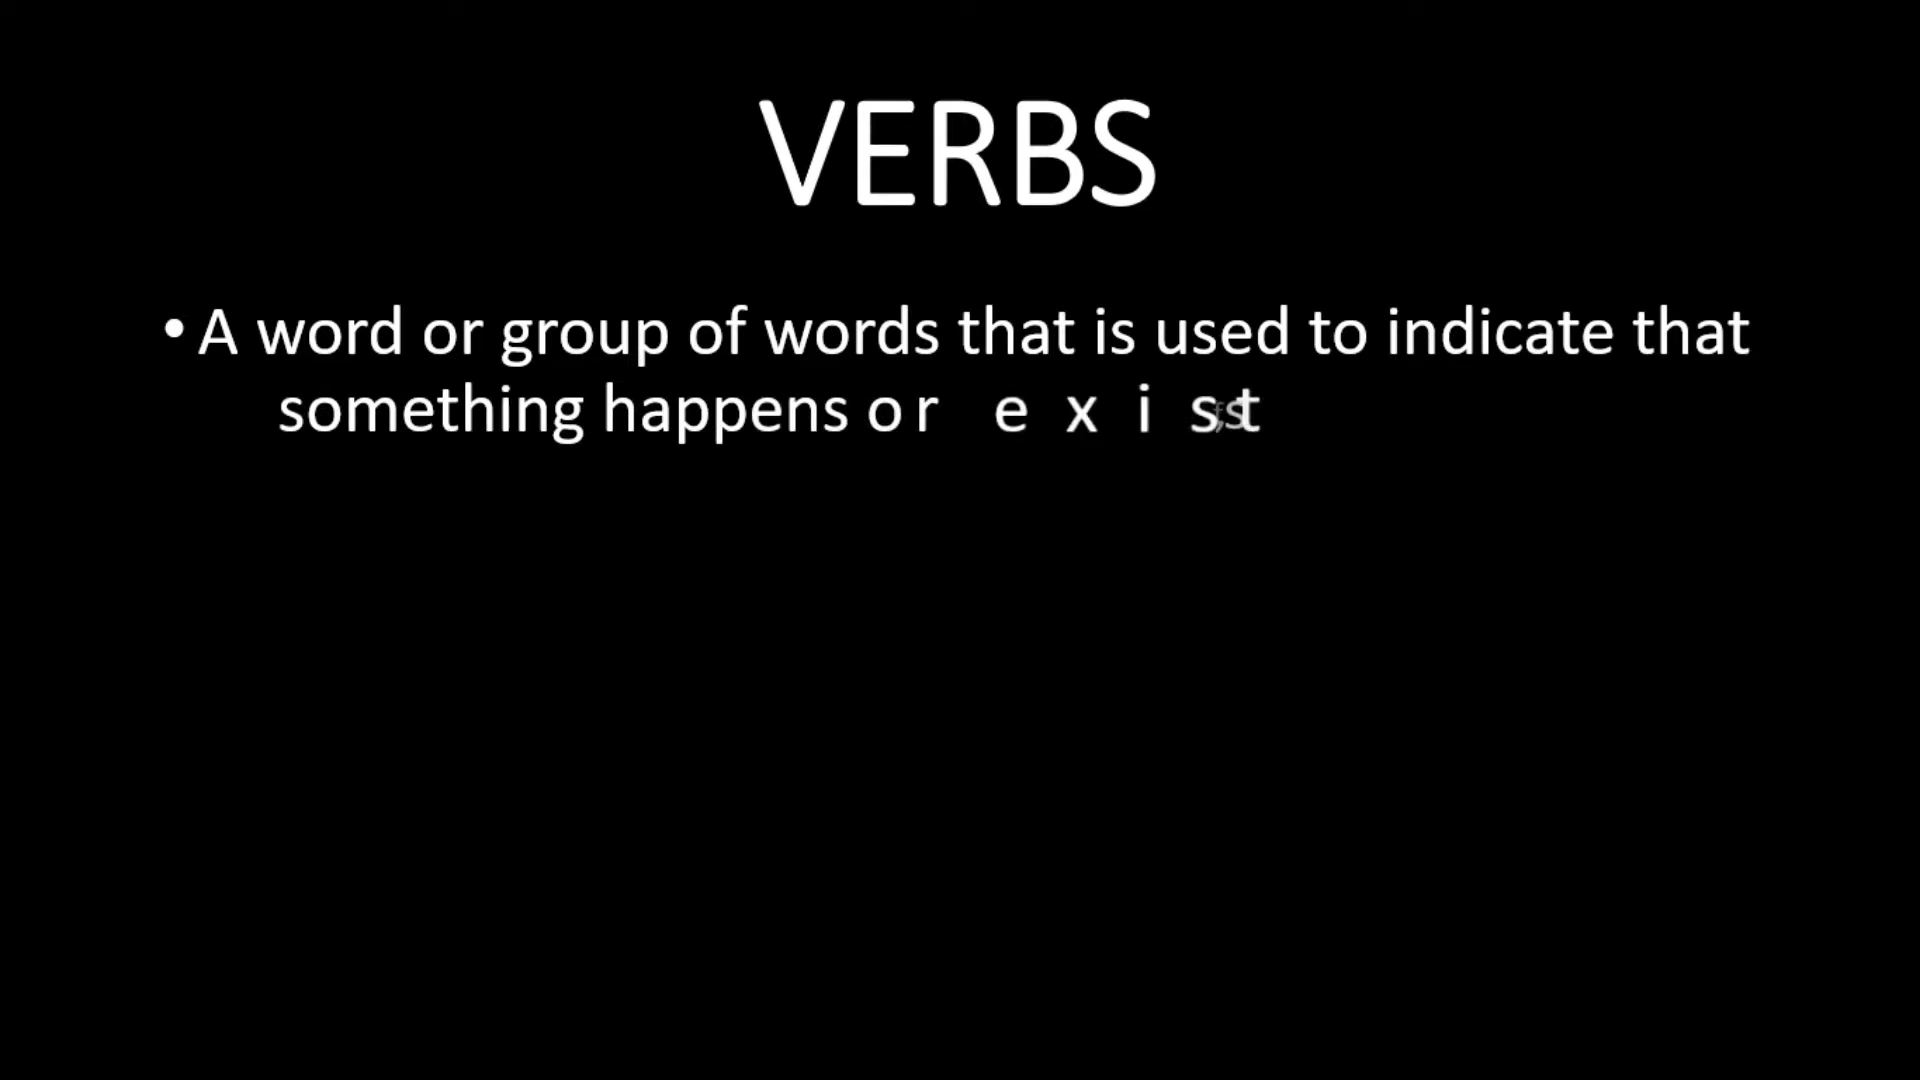 VERBS
• A word or group of words that is used to indicate that
something happens or exist